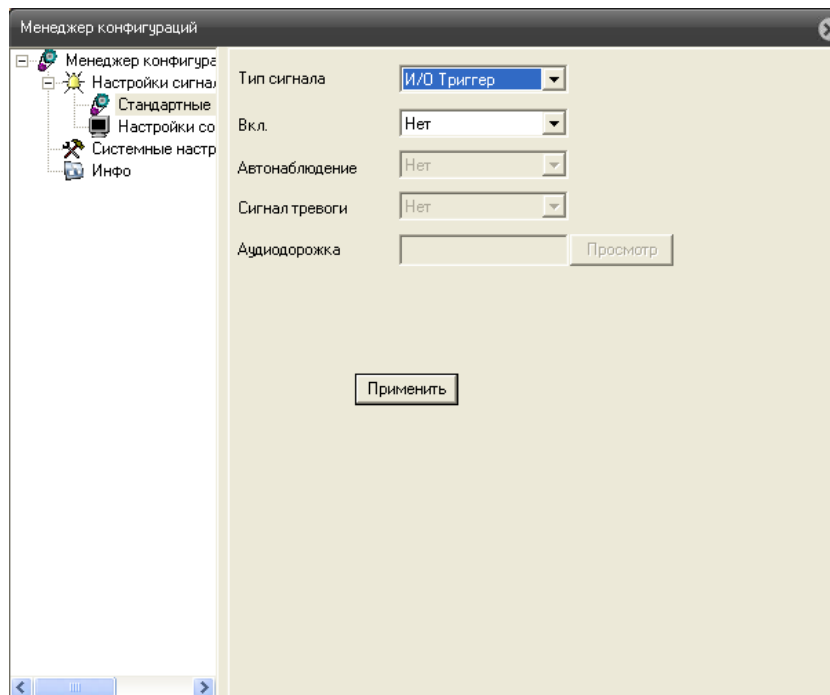 Менеджер конфигураций
Менеджер конфигура
Настройки сигнал
Стандартные
Настройки со
Системные настр
Инфо
Тип сигнала
И/О Триггер
Вкл.
Нет
Автонаблюдение
Нет
Сигнал тревоги
Нет
Аудиодорожка
Просмотр
Применить